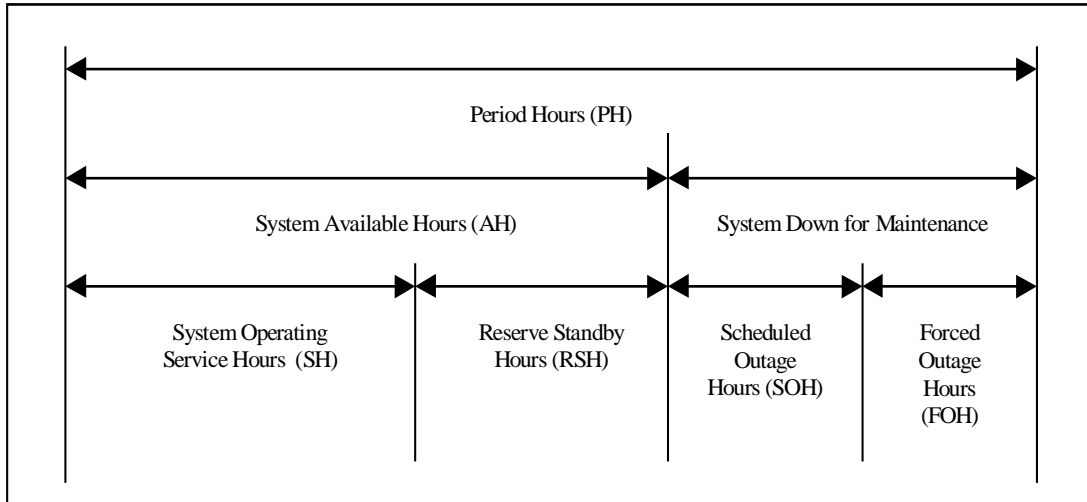 Period Hours (PH)
System Available Hours (AH)
System Down for Maintenance
System Operating
Service Hours (SH)
Reserve Standby
Hours (RSH)
Scheduled
Outage
Hours (SOH)
Forced
Outage
Hours
(FOH)